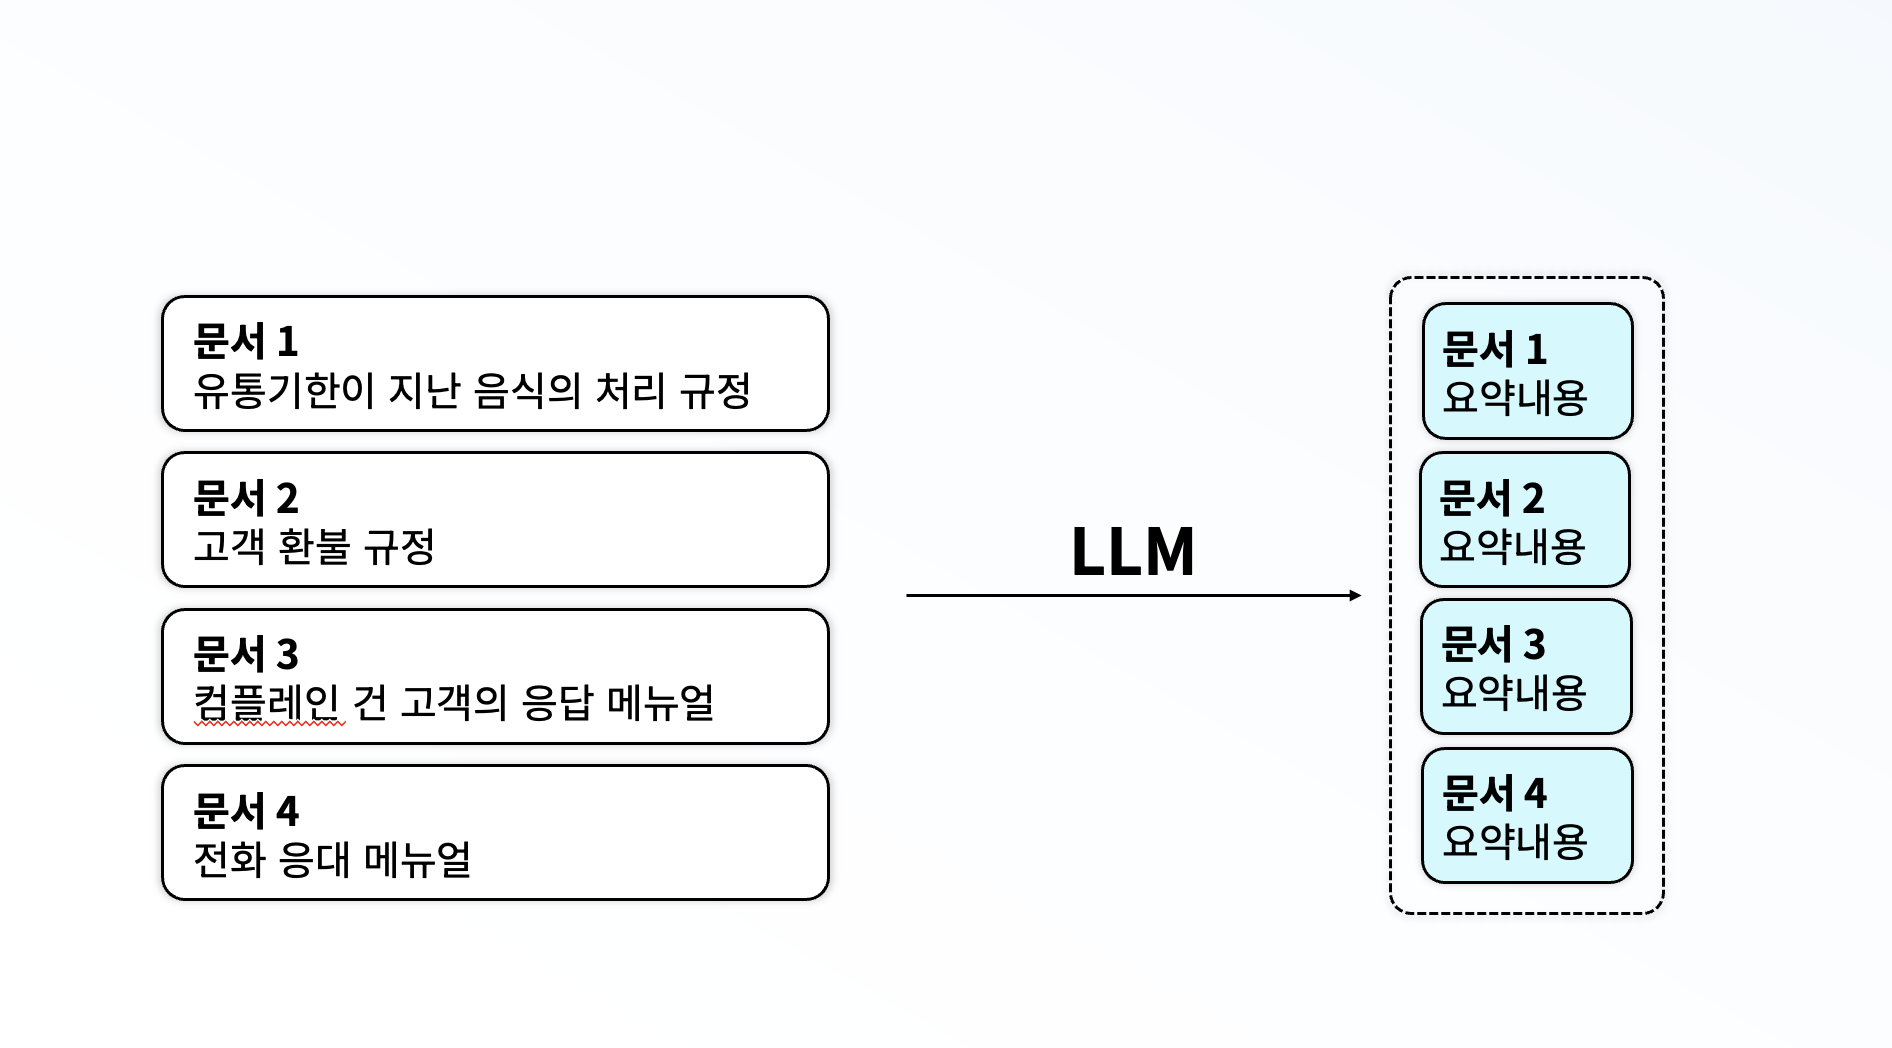 문서 1
유통기한이 지난 음식의 처리 규정
문서 2
고객 환불 규정
문서 3
컴플레인 건 고객의 응답 메뉴얼
문서 4
전화 응대 메뉴얼
LLM
문서 1
요약내용
문서 2
요약내용
문서 3
요약내용
문서 4
요약내용